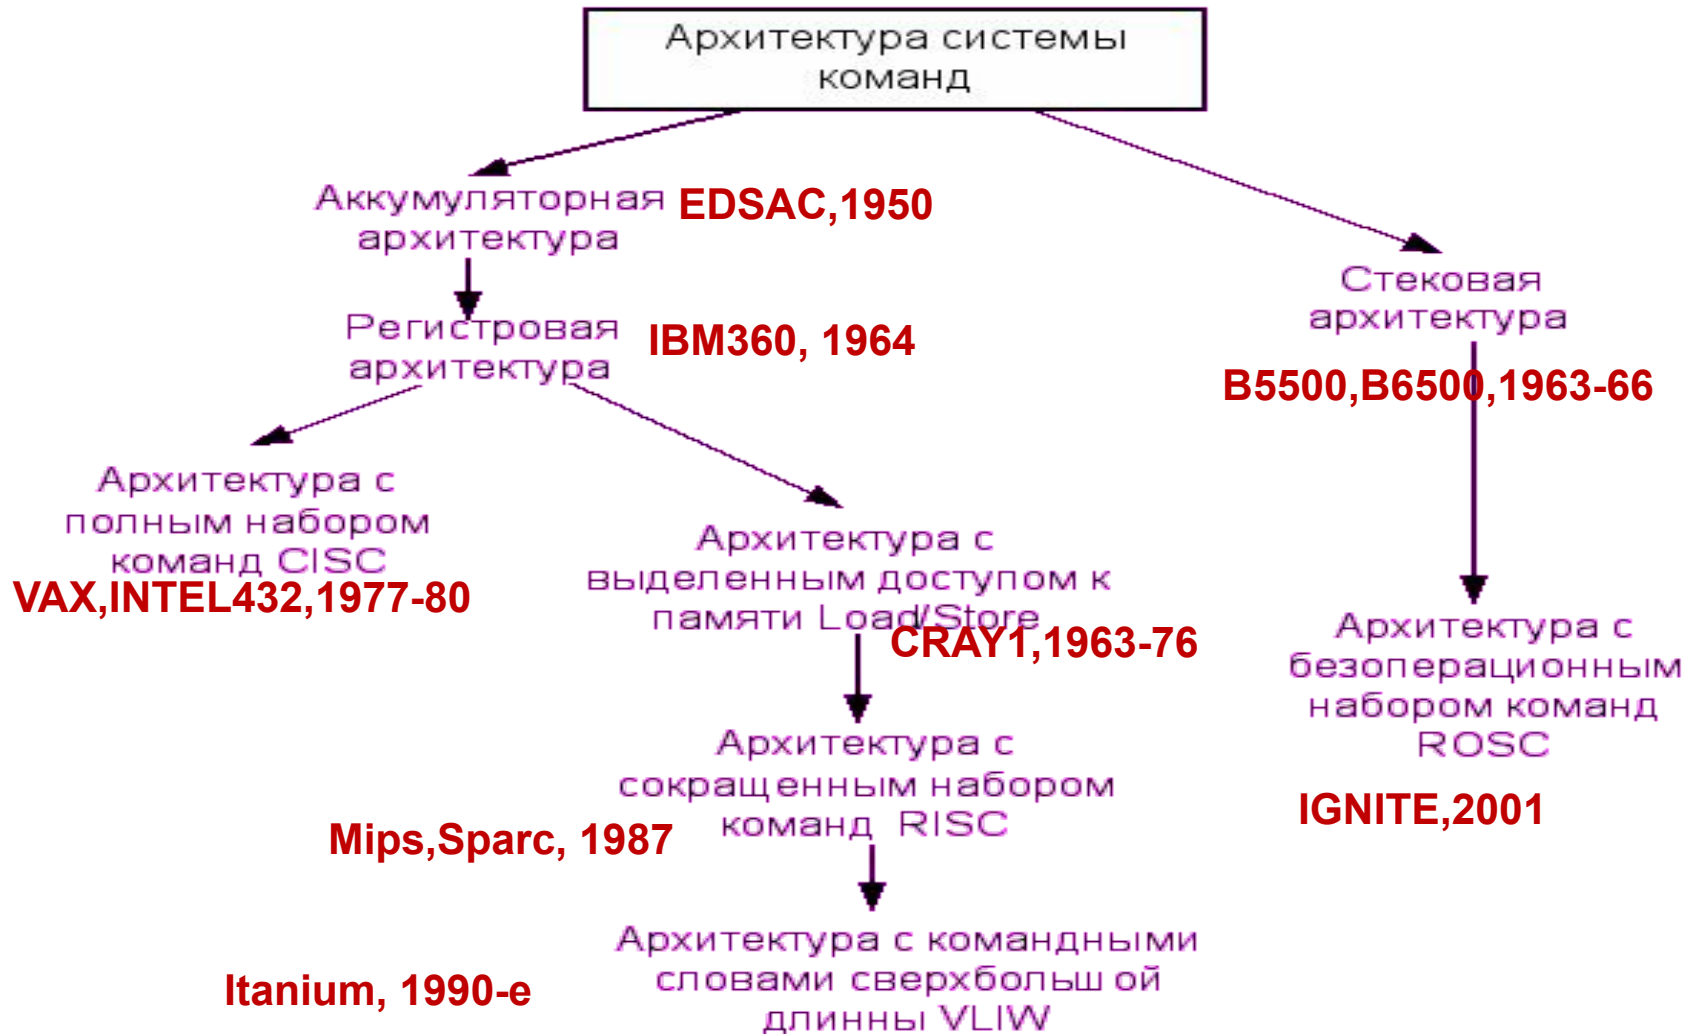 Архитектура системы
команд
Аккумуляторная
архитектура
EDSAC,1950
Регистровая
архитектура
IBM360, 1964
Стековая
архитектура
B5500,B6500,1963-66
Архитектура с
полным набором
команд CISC
VAX,INTEL432,1977-80
Архитектура с
выделенным доступом к
памяти Load/Store
CRAY1,1963-76
Архитектура с
безоперационным
набором команд
ROSC
IGNITE,2001
Архитектура с
сокращенным набором
команд RISC
Mips,Sparc, 1987
Архитектура с командными
словами сверхбольш ой
длинны VLIW
Itanium, 1990-е